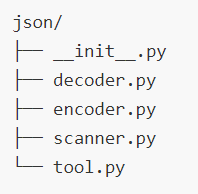 json/
├── __init__.py
├── decoder.py
├── encoder.py
├── scanner.py
└── tool.py